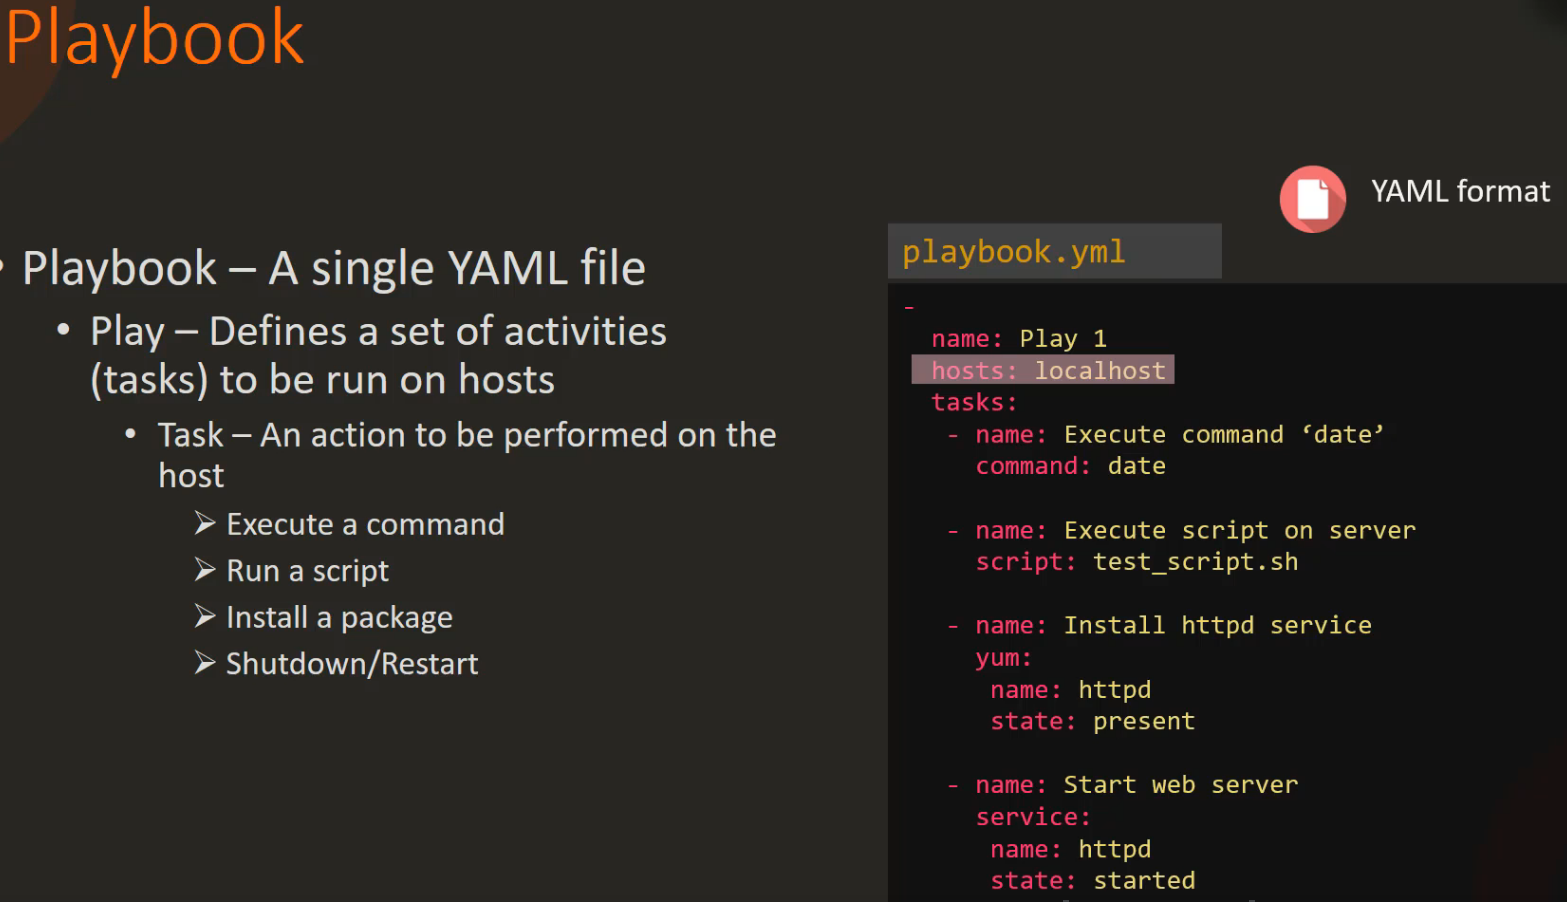 Playbook
YAML format
• Playbook – A single YAML file
• Play – Defines a set of activities
(tasks) to be run on hosts
• Task – An action to be performed on the
host
➢ Execute a command
➢ Run a script
➢ Install a package
➢ Shutdown/Restart
playbook.yml
-
name: Play 1
hosts: localhost
tasks:
- name: Execute command ‘date’
command: date
- name: Execute script on server
script: test_script.sh
- name: Install httpd service
yum:
name: httpd
state: present
- name: Start web server
service:
name: httpd
state: started